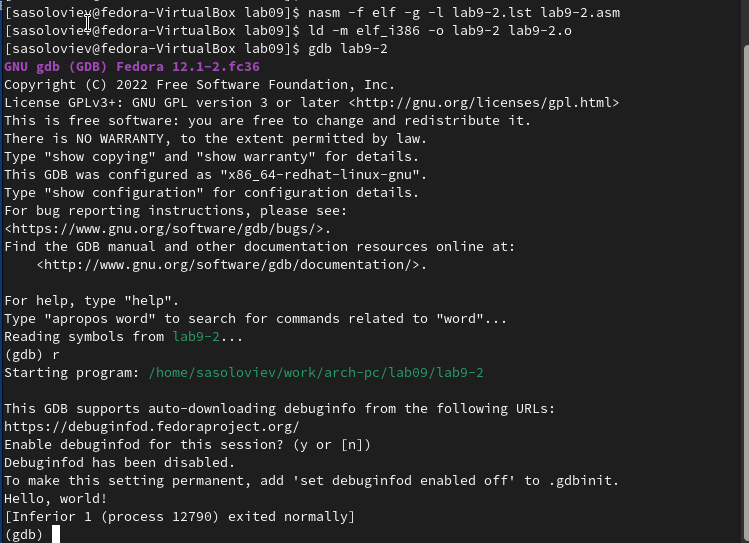 [sasoloviev@fedora-VirtualBox lab09]$ nasm -f elf -g -l lab9-2.lst lab9-2.asm
[sasoloviev@fedora-VirtualBox lab09]$ ld -m elf_i386 -o lab9-2 lab9-2.o
[sasoloviev@fedora-VirtualBox lab09]$ gdb lab9-2
GNU gdb (GDB) Fedora 12.1-2.fc36
Copyright (C) 2022 Free Software Foundation, Inc.
License GPLv3+: GNU GPL version 3 or later <http://gnu.org/licenses/gpl.html>
This is free software: you are free to change and redistribute it.
There is NO WARRANTY, to the extent permitted by law.
Type "show copying" and "show warranty" for details.
This GDB was configured as "x86_64-redhat-linux-gnu".
Type "show configuration" for configuration details.
For bug reporting instructions, please see:
<https://www.gnu.org/software/gdb/bugs/>.
Find the GDB manual and other documentation resources online at:
    <http://www.gnu.org/software/gdb/documentation/>.

For help, type "help".
Type "apropos word" to search for commands related to "word"...
Reading symbols from lab9-2...
(gdb) r
Starting program: /home/sasoloviev/work/arch-pc/lab09/lab9-2

This GDB supports auto-downloading debuginfo from the following URLs:
https://debuginfod.fedoraproject.org/
Enable debuginfod for this session? (y or [n])
Debuginfod has been disabled.
To make this setting permanent, add 'set debuginfod enabled off' to .gdbinit.
Hello, world!
[Inferior 1 (process 12790) exited normally]
(gdb)